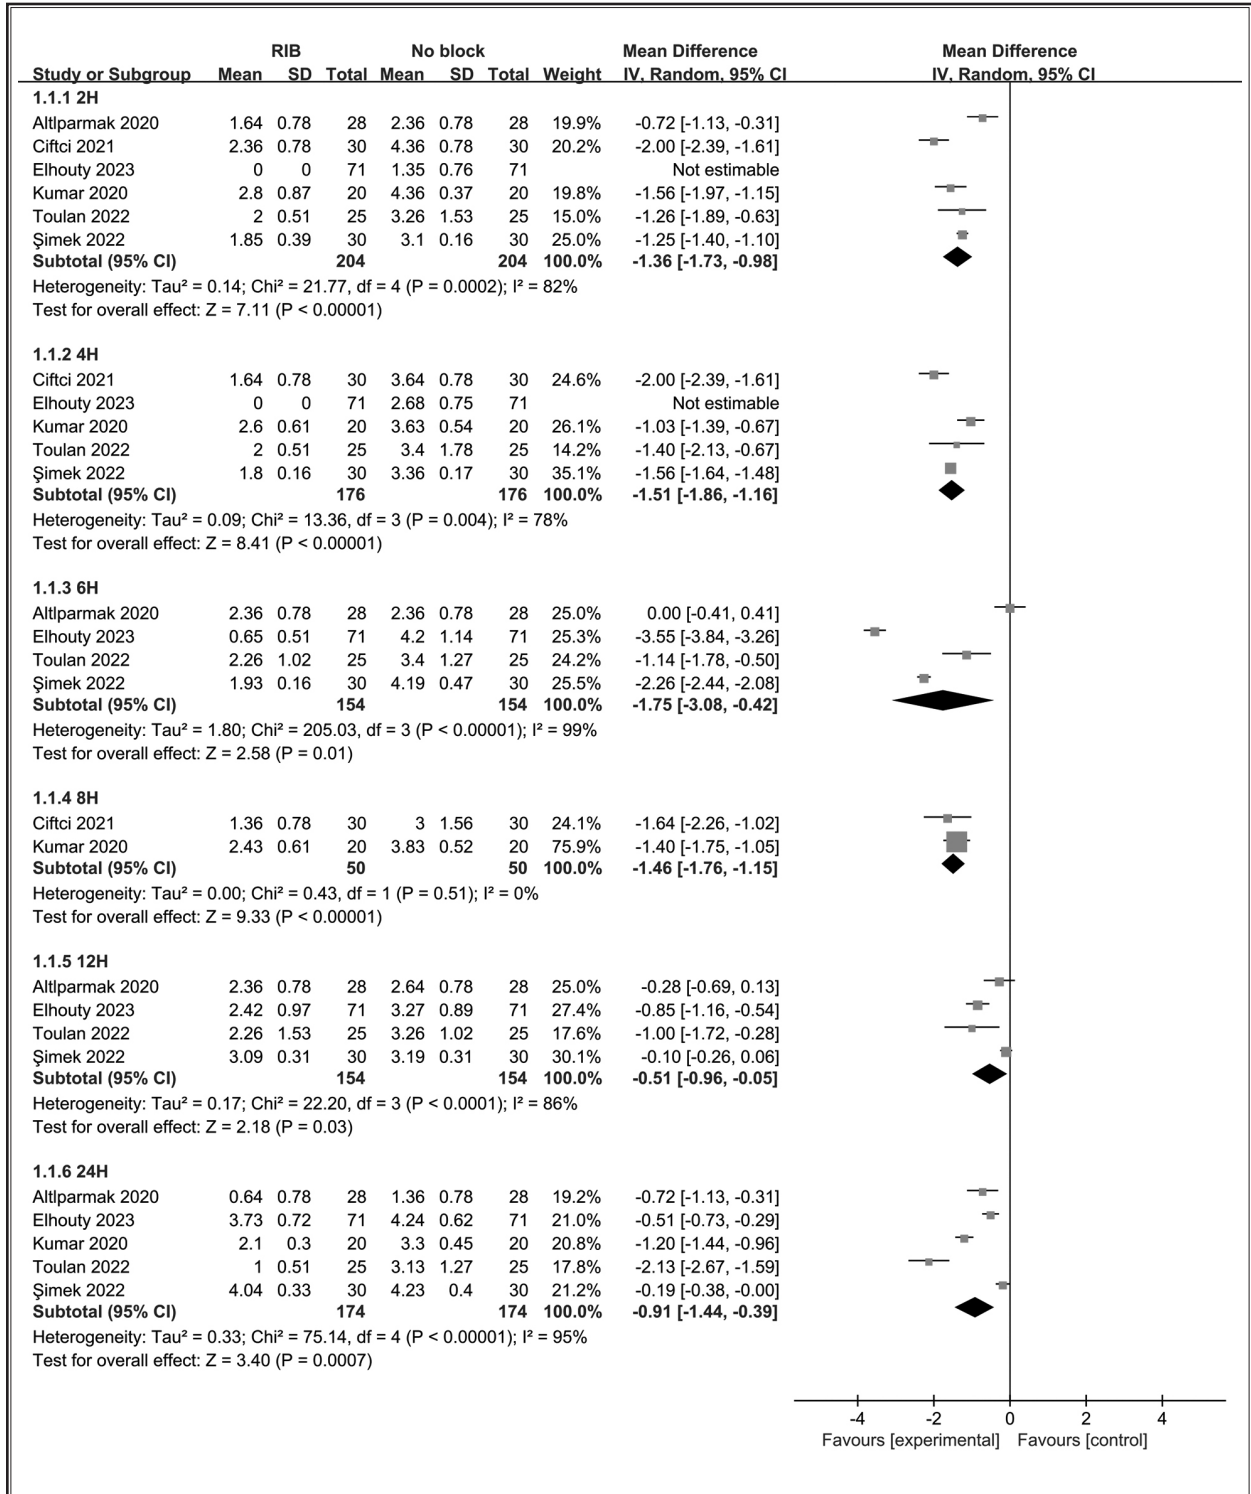 RIB No block Mean Difference Mean Difference
Study or Subgroup Mean SD Total Mean SD Total Weight IV, Random, 95% CI IV, Random, 95% CI
1.1.1 2H
Altlparmak 2020 1.64 0.78 28 2.36 0.78 28 19.9% -0.72 [-1.13, -0.31]
Ciftci 2021 2.36 0.78 30 4.36 0.78 30 20.2% -2.00 [-2.39, -1.61]
Elhouty 2023 0 0 71 1.35 0.76 71 Not estimable
Kumar 2020 2.8 0.87 20 4.36 0.37 20 19.8% -1.56 [-1.97, -1.15]
Toulan 2022 2 0.51 25 3.26 1.53 25 15.0% -1.26 [-1.89, -0.63]
Şimek 2022 1.85 0.39 30 3.1 0.16 30 25.0% -1.25 [-1.40, -1.10]
Subtotal (95% CI) 204 204 100.0% -1.36 [-1.73, -0.98]
Heterogeneity: Tau² = 0.14; Chi² = 21.77, df = 4 (P = 0.0002); I² = 82%
Test for overall effect: Z = 7.11 (P < 0.00001)
1.1.2 4H
Ciftci 2021 1.64 0.78 30 3.64 0.78 30 24.6% -2.00 [-2.39, -1.61]
Elhouty 2023 0 0 71 2.68 0.75 71 Not estimable
Kumar 2020 2.6 0.61 20 3.63 0.54 20 26.1% -1.03 [-1.39, -0.67]
Toulan 2022 2 0.51 25 3.4 1.78 25 14.2% -1.40 [-2.13, -0.67]
Şimek 2022 1.8 0.16 30 3.36 0.17 30 35.1% -1.56 [-1.64, -1.48]
Subtotal (95% CI) 176 176 100.0% -1.51 [-1.86, -1.16]
Heterogeneity: Tau² = 0.09; Chi² = 13.36, df = 3 (P = 0.004); I² = 78%
Test for overall effect: Z = 8.41 (P < 0.00001)
1.1.3 6H
Altlparmak 2020 2.36 0.78 28 2.36 0.78 28 25.0% 0.00 [-0.41, 0.41]
Elhouty 2023 0.65 0.51 71 4.2 1.14 71 25.3% -3.55 [-3.84, -3.26]
Toulan 2022 2.26 1.02 25 3.4 1.27 25 24.2% -1.14 [-1.78, -0.50]
Şimek 2022 1.93 0.16 30 4.19 0.47 30 25.5% -2.26 [-2.44, -2.08]
Subtotal (95% CI) 154 154 100.0% -1.75 [-3.08, -0.42]
Heterogeneity: Tau² = 1.80; Chi² = 205.03, df = 3 (P < 0.00001); I² = 99%
Test for overall effect: Z = 2.58 (P = 0.01)
1.1.4 8H
Ciftci 2021 1.36 0.78 30 3 1.56 30 24.1% -1.64 [-2.26, -1.02]
Kumar 2020 2.43 0.61 20 3.83 0.52 20 75.9% -1.40 [-1.75, -1.05]
Subtotal (95% CI) 50 50 100.0% -1.46 [-1.76, -1.15]
Heterogeneity: Tau² = 0.00; Chi² = 0.43, df = 1 (P = 0.51); I² = 0%
Test for overall effect: Z = 9.33 (P < 0.00001)
1.1.5 12H
Altlparmak 2020 2.36 0.78 28 2.64 0.78 28 25.0% -0.28 [-0.69, 0.13]
Elhouty 2023 2.42 0.97 71 3.27 0.89 71 27.4% -0.85 [-1.16, -0.54]
Toulan 2022 2.26 1.53 25 3.26 1.02 25 17.6% -1.00 [-1.72, -0.28]
Şimek 2022 3.09 0.31 30 3.19 0.31 30 30.1% -0.10 [-0.26, 0.06]
Subtotal (95% CI) 154 154 100.0% -0.51 [-0.96, -0.05]
Heterogeneity: Tau² = 0.17; Chi² = 22.20, df = 3 (P < 0.0001); I² = 86%
Test for overall effect: Z = 2.18 (P = 0.03)
1.1.6 24H
Altlparmak 2020 0.64 0.78 28 1.36 0.78 28 19.2% -0.72 [-1.13, -0.31]
Elhouty 2023 3.73 0.72 71 4.24 0.62 71 21.0% -0.51 [-0.73, -0.29]
Kumar 2020 2.1 0.3 20 3.3 0.45 20 20.8% -1.20 [-1.44, -0.96]
Toulan 2022 1 0.51 25 3.13 1.27 25 17.8% -2.13 [-2.67, -1.59]
Şimek 2022 4.04 0.33 30 4.23 0.4 30 21.2% -0.19 [-0.38, -0.00]
Subtotal (95% CI) 174 174 100.0% -0.91 [-1.44, -0.39]
Heterogeneity: Tau² = 0.33; Chi² = 75.14, df = 4 (P < 0.00001); I² = 95%
Test for overall effect: Z = 3.40 (P = 0.0007)
-4 -2 0 2 4
Favours [experimental] Favours [control]